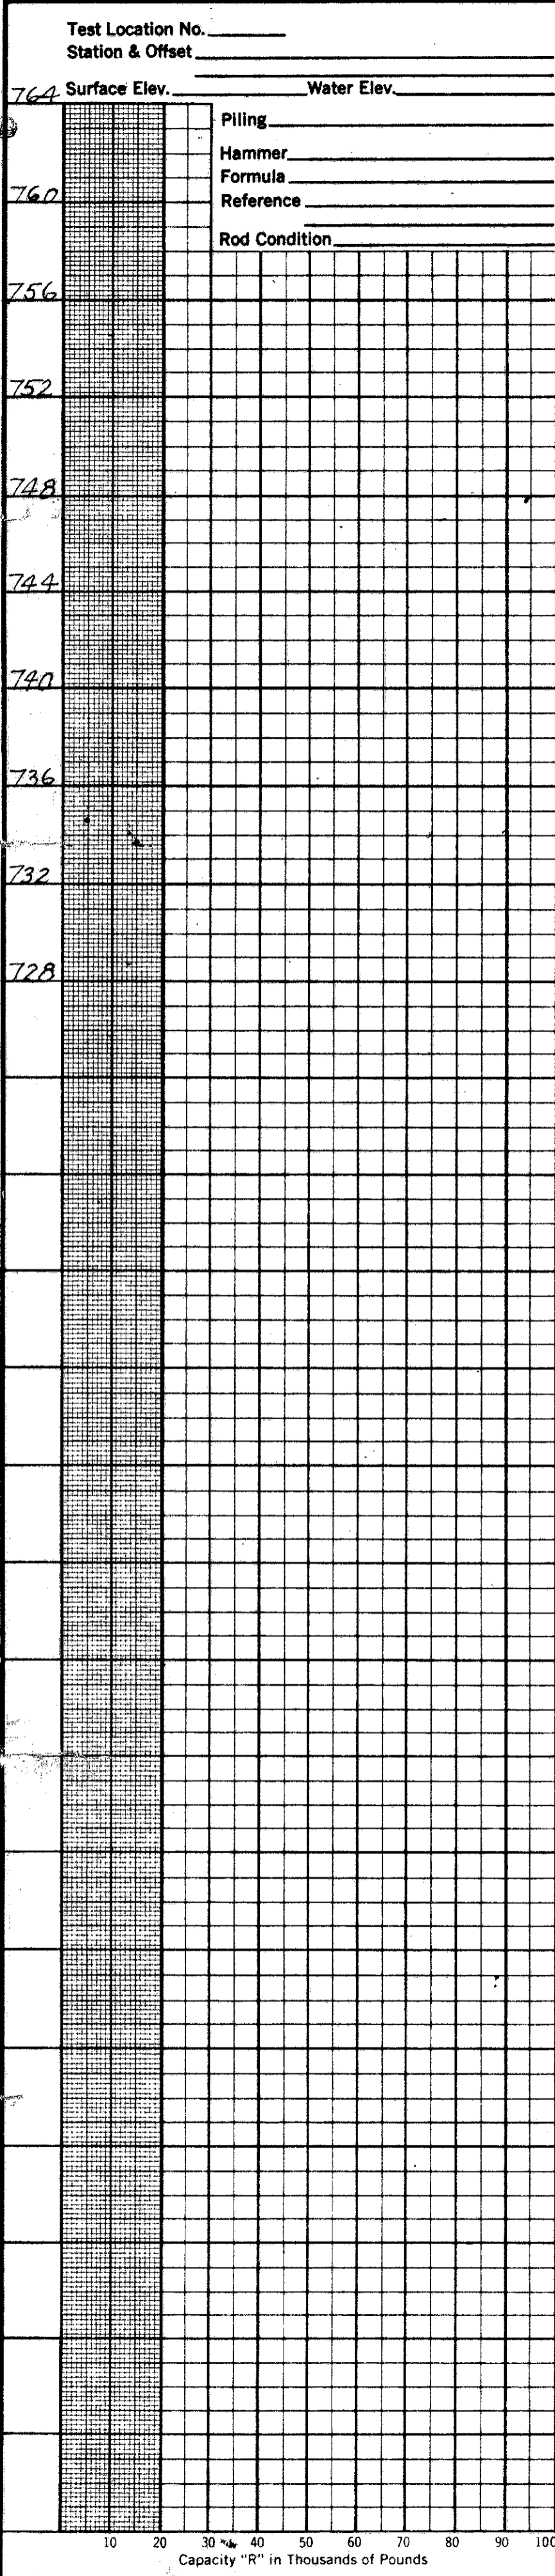 Test Location No.
Station & Offset
Surface Elev. Water Elev.
764
Piling
Hammer
Formula
760
Reference
Rod Condition
756
752
748
744
740
736
732
728
10 20 30 40 50 60 70 80 90 100
Capacity "R" in Thousands of Pounds